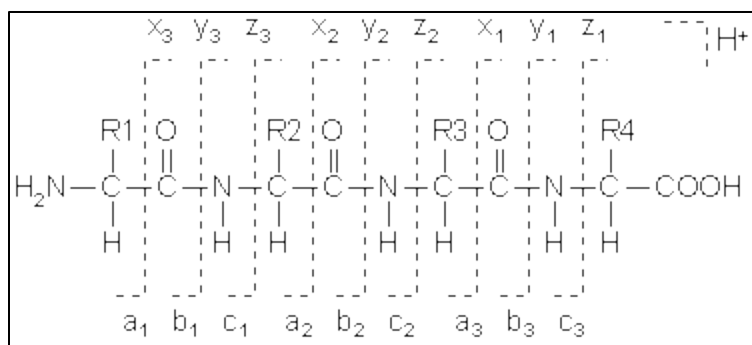 x₃ y₃ z₃ x₂ y₂ z₂ x₁ y₁ z₁ H⁺
R1 O R2 O R3 O R4
H₂N C C N C C N C C N C COOH
H H H H H H H
a₁ b₁ c₁ a₂ b₂ c₂ a₃ b₃ c₃